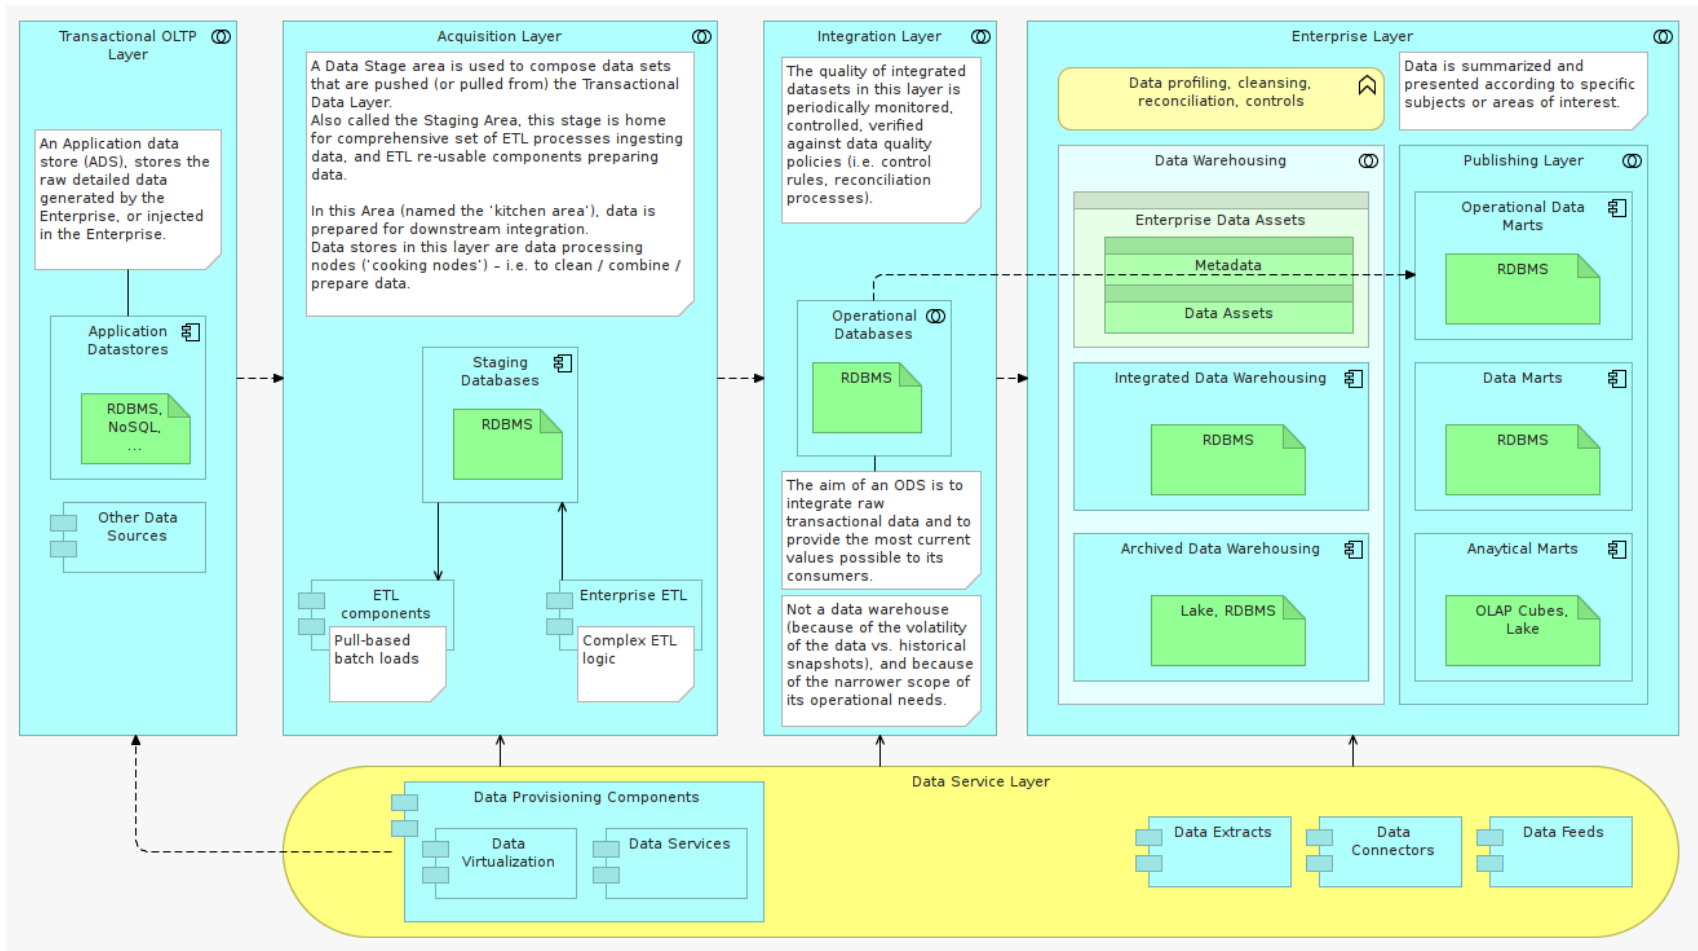 Transactional OLTP
Layer
An Application data
store (ADS), stores the
raw detailed data
generated by the
Enterprise, or injected
in the Enterprise.
Application
Datastores
RDBMS,
NoSQL,
...
Other Data
Sources
Acquisition Layer
A Data Stage area is used to compose data sets
that are pushed (or pulled from) the Transactional
Data Layer.
Also called the Staging Area, this stage is home
for comprehensive set of ETL processes ingesting
data, and ETL re-usable components preparing
data.
In this Area (named the 'kitchen area'), data is
prepared for downstream integration.
Data stores in this layer are data processing
nodes ('cooking nodes') – i.e. to clean / combine /
prepare data.
Staging
Databases
RDBMS
ETL
components
Pull-based
batch loads
Enterprise ETL
Complex ETL
logic
Integration Layer
The quality of integrated
datasets in this layer is
periodically monitored,
controlled, verified
against data quality
policies (i.e. control
rules, reconciliation
processes).
Operational
Databases
RDBMS
The aim of an ODS is to
integrate raw
transactional data and to
provide the most current
values possible to its
consumers.
Not a data warehouse
(because of the volatility
of the data vs. historical
snapshots), and because
of the narrower scope of
its operational needs.
Enterprise Layer
Data profiling, cleansing,
reconciliation, controls
Data is summarized and
presented according to specific
subjects or areas of interest.
Data Warehousing
Enterprise Data Assets
Metadata
Data Assets
Integrated Data Warehousing
RDBMS
Archived Data Warehousing
Lake, RDBMS
Publishing Layer
Operational Data
Marts
RDBMS
Data Marts
RDBMS
Anaytical Marts
OLAP Cubes,
Lake
Data Service Layer
Data Provisioning Components
Data
Virtualization
Data Services
Data Extracts
Data
Connectors
Data Feeds